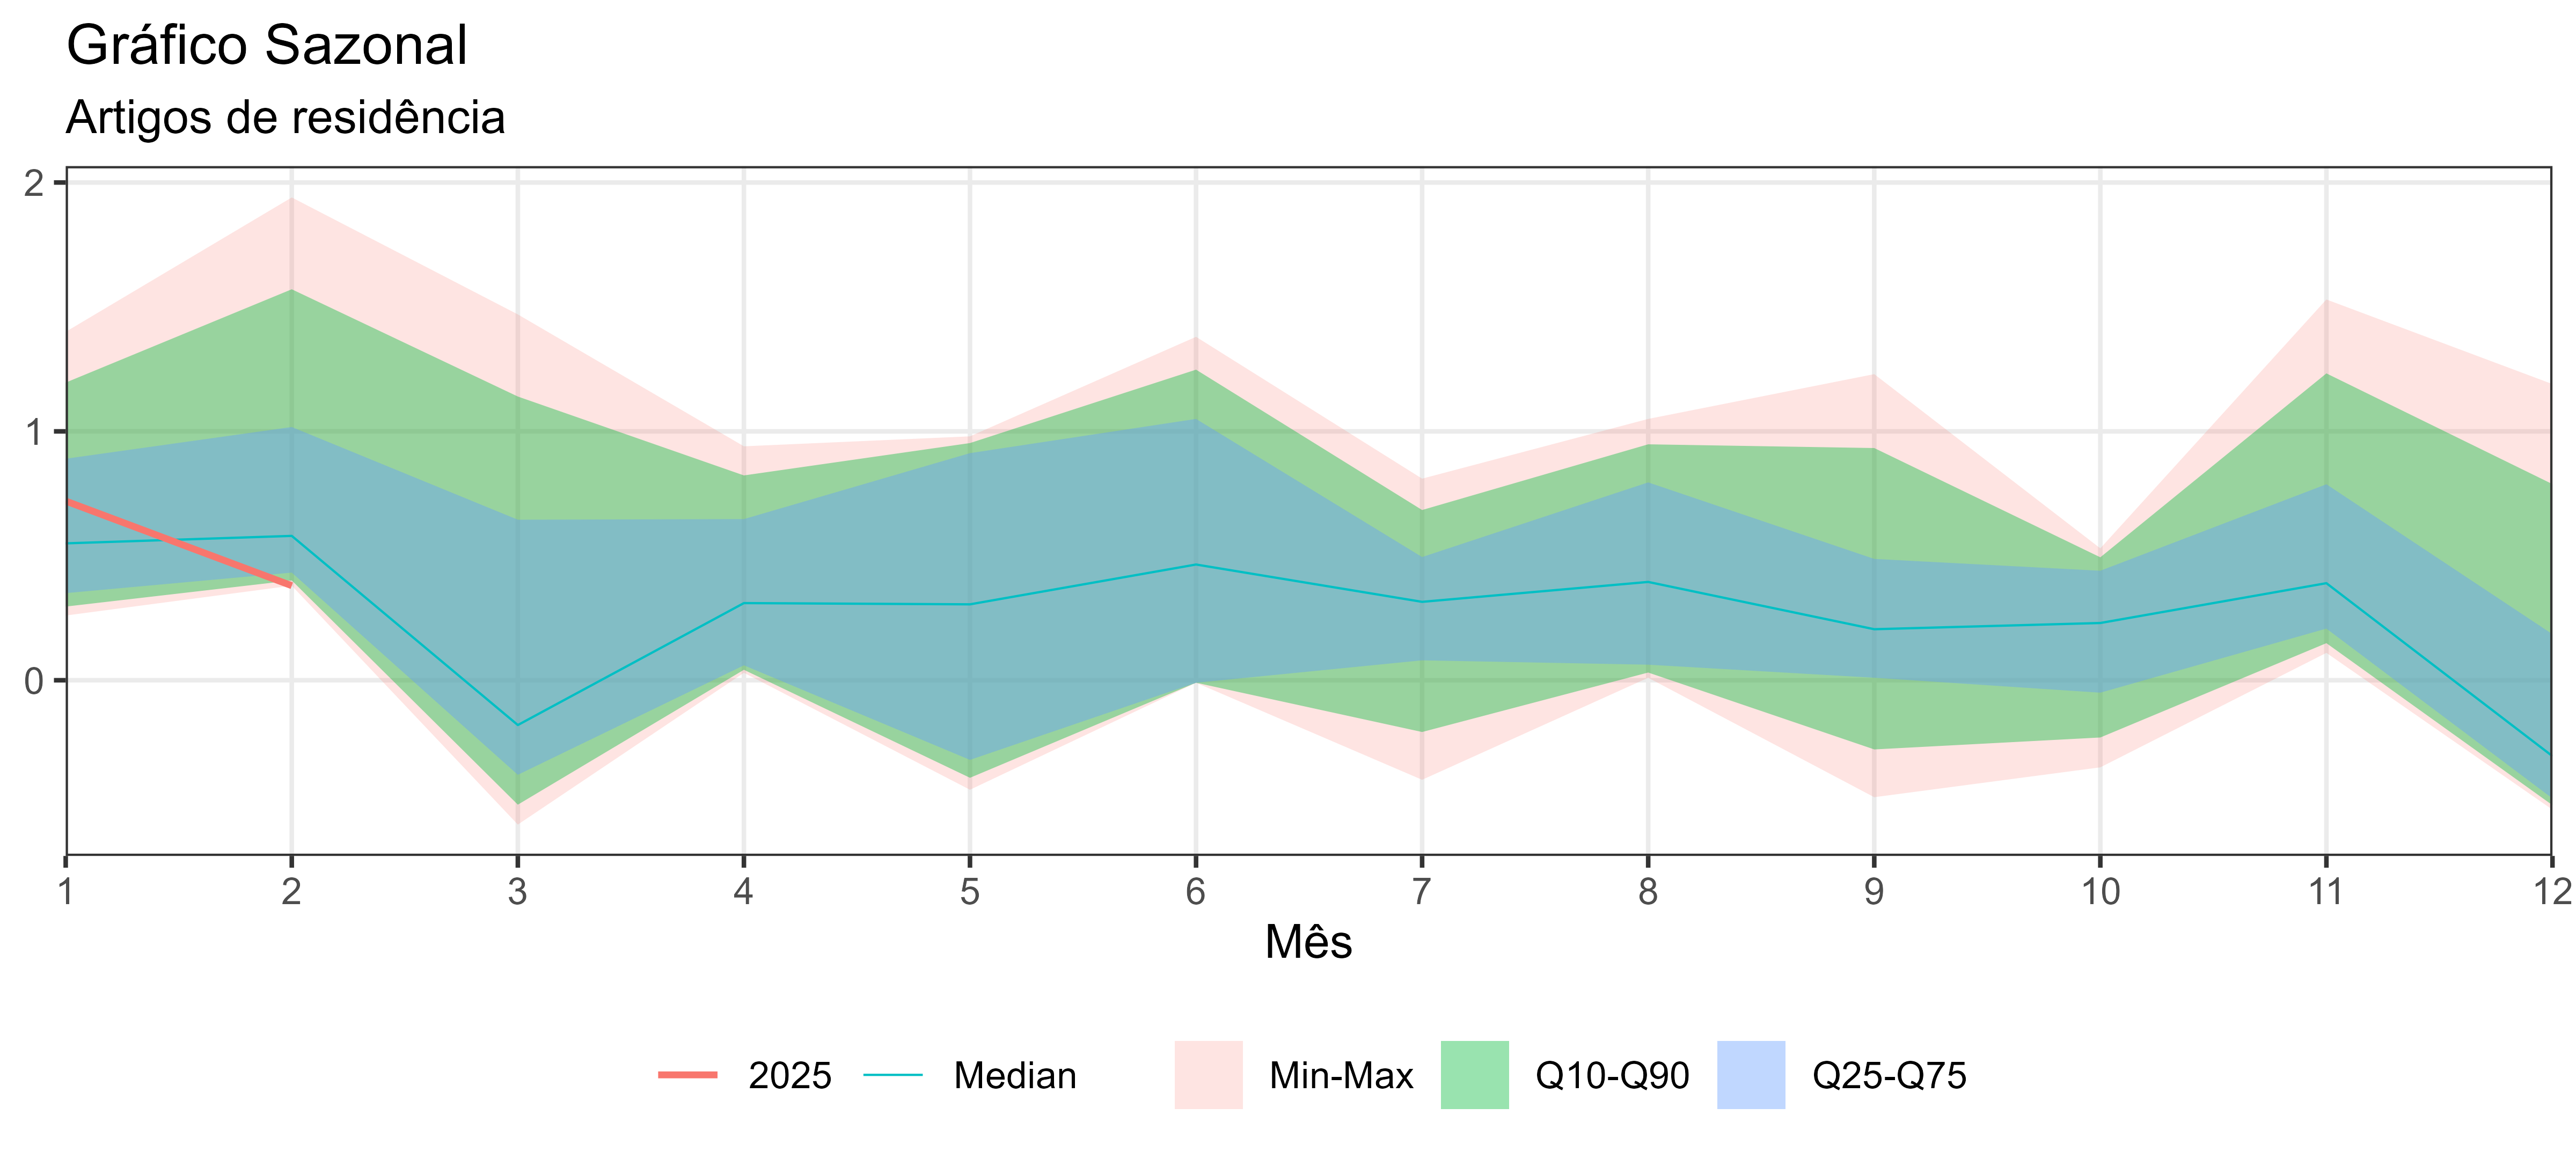 Gráfico Sazonal
Artigos de residência
2
1
0
1 2 3 4 5 6 7 8 9 10 11 12
Mês
2025 Median Min-Max Q10-Q90 Q25-Q75